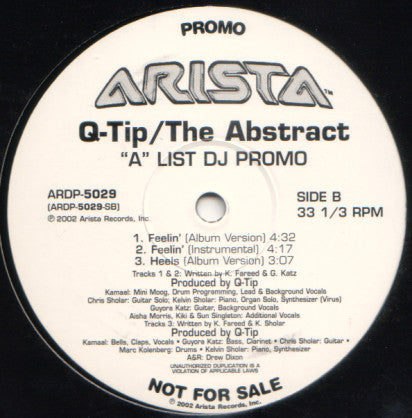 PROMO
ARISTA™
Q-Tip/The Abstract
"A" LIST DJ PROMO
ARDP-5029
(ARDP-5029-SB)
℗ 2002 Arista Records, Inc.
SIDE B
33 1/3 RPM
1. Feelin' (Album Version) 4:32
2. Feelin' (Instrumental) 4:17
3. Heels (Album Version) 3:07
Tracks 1 & 2: Written by K. Fareed & G. Katz
Produced by Q-Tip
Kamaal: Mini Moog, Drum Programming, Lead & Background Vocals
Chris Sholar: Guitar Solo; Kelvin Sholar: Piano, Organ Solo, Synthesizer (Virus)
Guyora Katz: Guitar, Background Vocals
Aisha Morris, Kiki & Sun Singleton: Additional Vocals
Tracks 3: Written by K. Fareed & K. Sholar
Produced by Q-Tip
Kamaal: Bells, Claps, Vocals • Guyora Katz: Bass, Clarinet • Chris Sholar: Guitar •
Marc Kolenberg: Drums • Kelvin Sholar: Piano, Synthesizer
A&R: Drew Dixon
UNAUTHORIZED DUPLICATION IS A
VIOLATION OF APPLICABLE LAWS
NOT FOR SALE
℗ 2002 Arista Records, Inc.